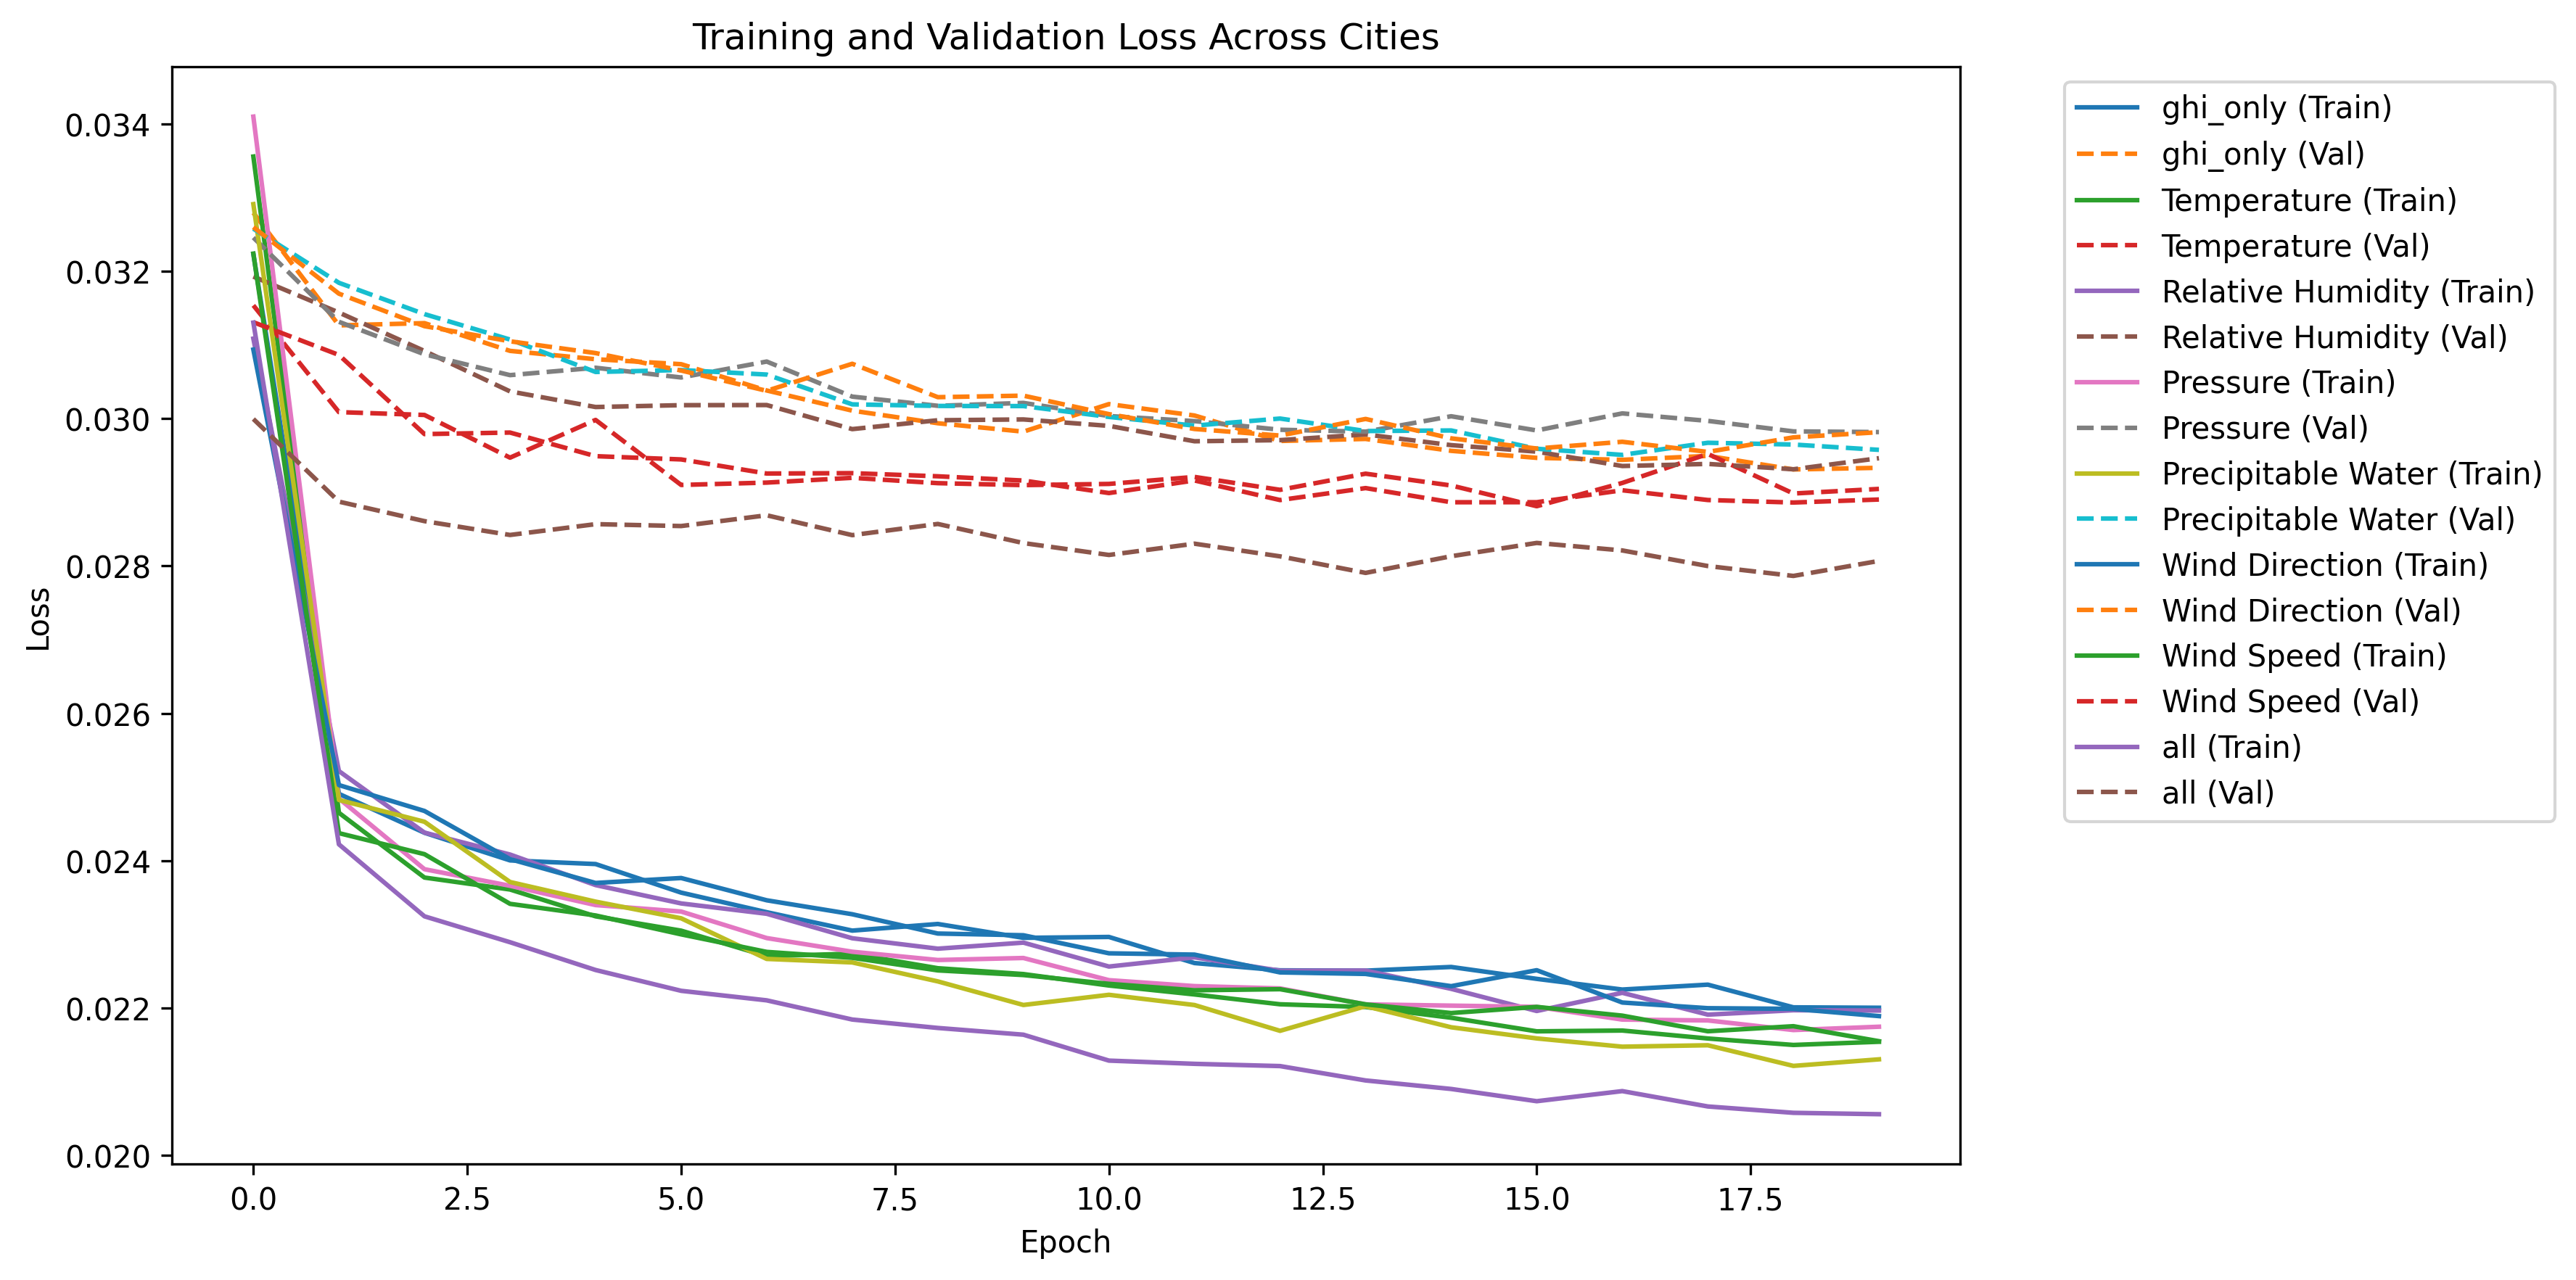 Training and Validation Loss Across Cities
Loss
0.034
0.032
0.030
0.028
0.026
0.024
0.022
0.020
0.0 2.5 5.0 7.5 10.0 12.5 15.0 17.5
Epoch
ghi_only (Train)
ghi_only (Val)
Temperature (Train)
Temperature (Val)
Relative Humidity (Train)
Relative Humidity (Val)
Pressure (Train)
Pressure (Val)
Precipitable Water (Train)
Precipitable Water (Val)
Wind Direction (Train)
Wind Direction (Val)
Wind Speed (Train)
Wind Speed (Val)
all (Train)
all (Val)